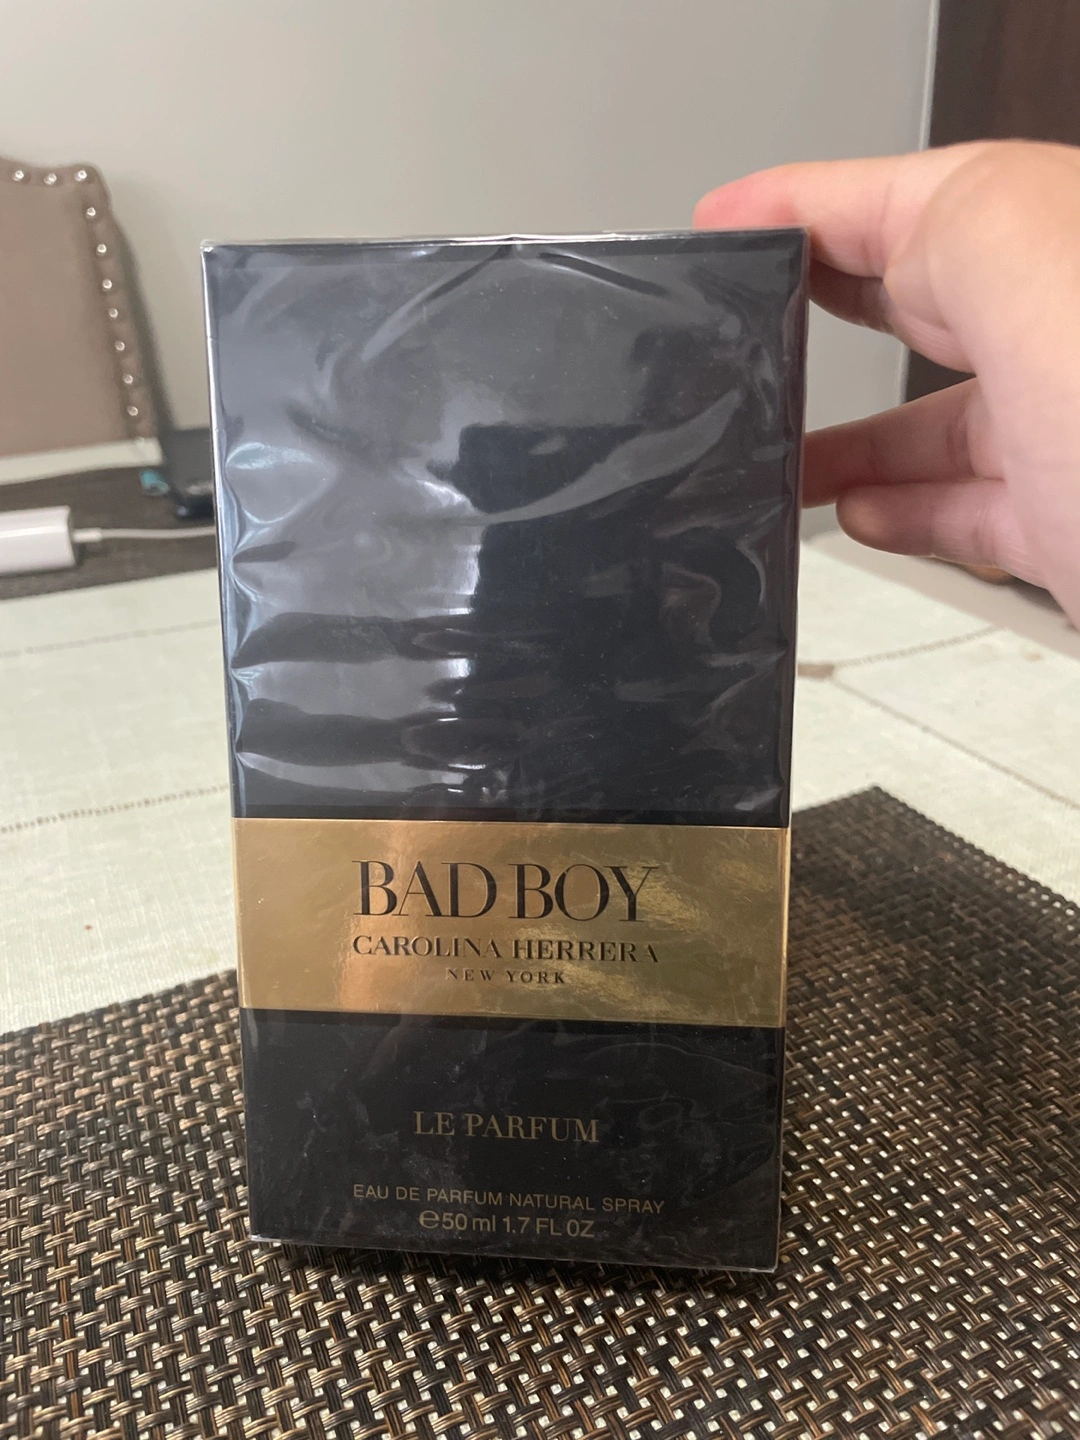 BAD BOY
CAROLINA HERRERA
NEW YORK
LE PARFUM
EAU DE PARFUM NATURAL SPRAY
℮50 ml 1.7 FL OZ